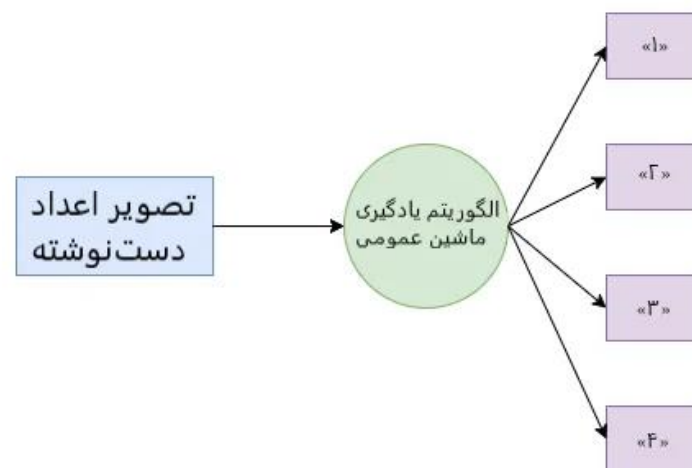 تصویر اعداد
دست‌نوشته
الگوریتم یادگیری
ماشین عمومی
«۱»
«۲»
«۳»
«۴»